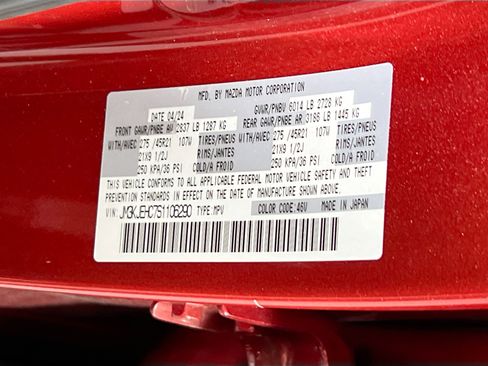 MFD. BY MAZDA MOTOR CORPORATION
DATE 04/24 GVWR/PNBV 6014 LB 2728 KG
FRONT GAWR/PNBE AV 2837 LB 1287 KG REAR GAWR/PNBE AR 3186 LB 1445 KG
WITH/AVEC 275 /45R21 107W TIRES/PNEUS WITH/AVEC 275 /45R21 107W TIRES/PNEUS
21X9 1/2J RIMS/JANTES 21X9 1/2J RIMS/JANTES
250 KPA/36 PSI COLD/A FROID 250 KPA/36 PSI COLD/A FROID
THIS VEHICLE CONFORMS TO ALL APPLICABLE FEDERAL MOTOR VEHICLE SAFETY AND THEFT
PREVENTION STANDARDS IN EFFECT ON THE DATE OF MANUFACTURE SHOWN ABOVE.
VIN: JM3KJEHC7S1106290 TYPE:MPV COLOR CODE:46V MADE IN JAPAN